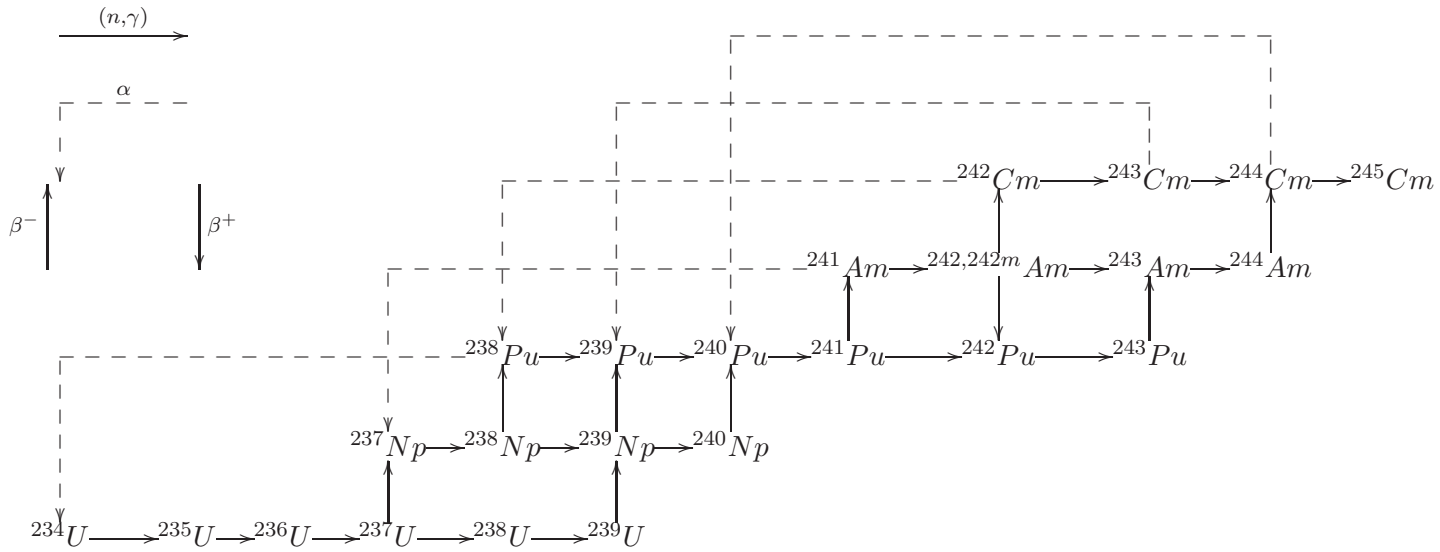 (n,γ)
α
β⁻ β⁺
²⁴²Cm ²⁴³Cm ²⁴⁴Cm ²⁴⁵Cm
²⁴¹Am ²⁴²,²⁴²ᵐAm ²⁴³Am ²⁴⁴Am
²³⁸Pu ²³⁹Pu ²⁴⁰Pu ²⁴¹Pu ²⁴²Pu ²⁴³Pu
²³⁷Np ²³⁸Np ²³⁹Np ²⁴⁰Np
²³⁴U ²³⁵U ²³⁶U ²³⁷U ²³⁸U ²³⁹U